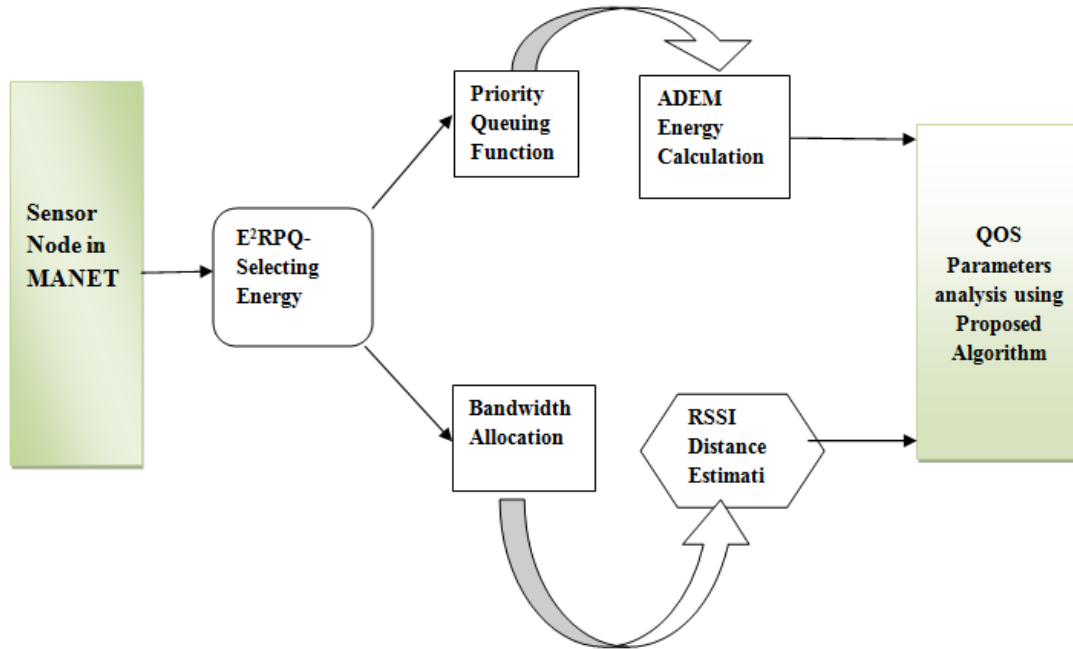 Sensor
Node in
MANET
E²RPQ-
Selecting
Energy
Priority
Queuing
Function
ADEM
Energy
Calculation
Bandwidth
Allocation
RSSI
Distance
Estimati
QOS
Parameters
analysis using
Proposed
Algorithm